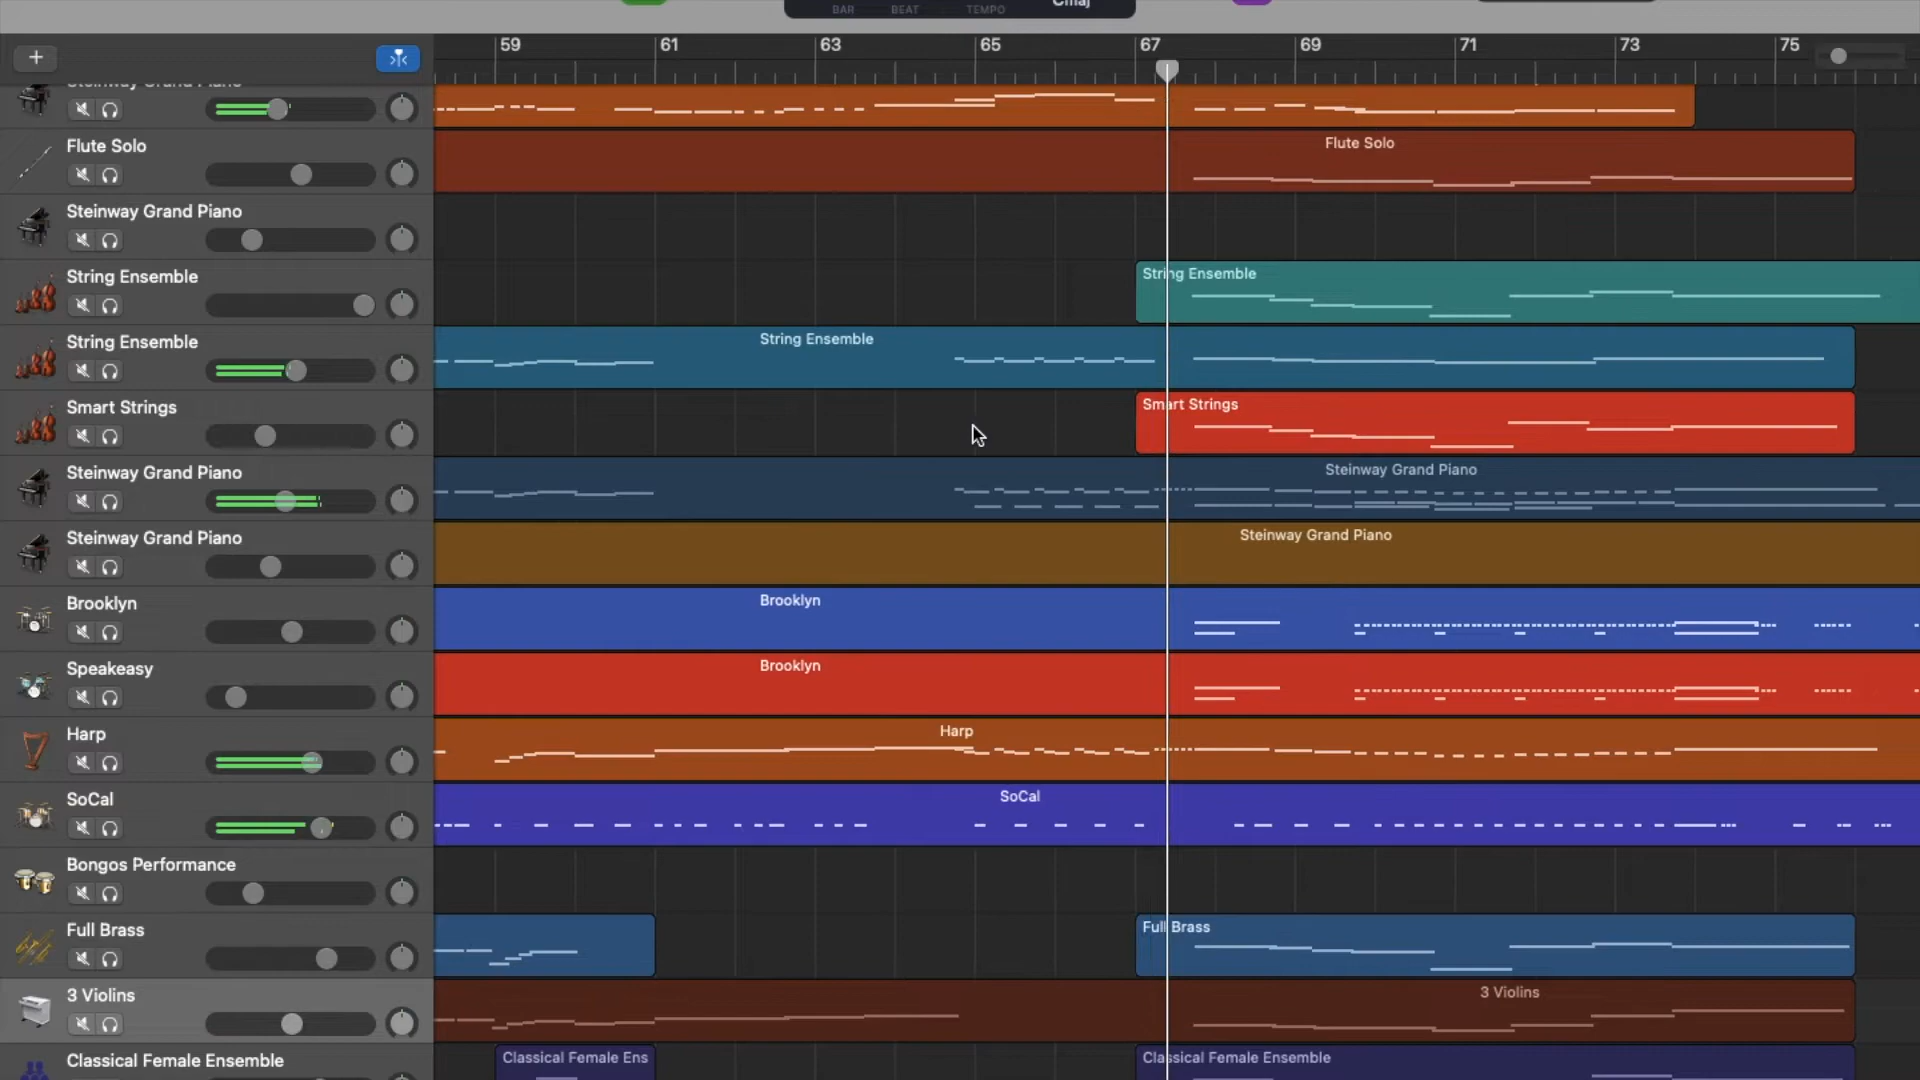 BAR BEAT TEMPO Cmaj
59 61 63 65 67 69 71 73 75
Steinway Grand Piano
Flute Solo
Flute Solo
Steinway Grand Piano
String Ensemble
String Ensemble
String Ensemble
String Ensemble
Smart Strings
Smart Strings
Steinway Grand Piano
Steinway Grand Piano
Steinway Grand Piano
Steinway Grand Piano
Brooklyn
Brooklyn
Speakeasy
Brooklyn
Harp
Harp
SoCal
SoCal
Bongos Performance
Full Brass
Full Brass
3 Violins
3 Violins
Classical Female Ensemble
Classical Female Ens
Classical Female Ensemble